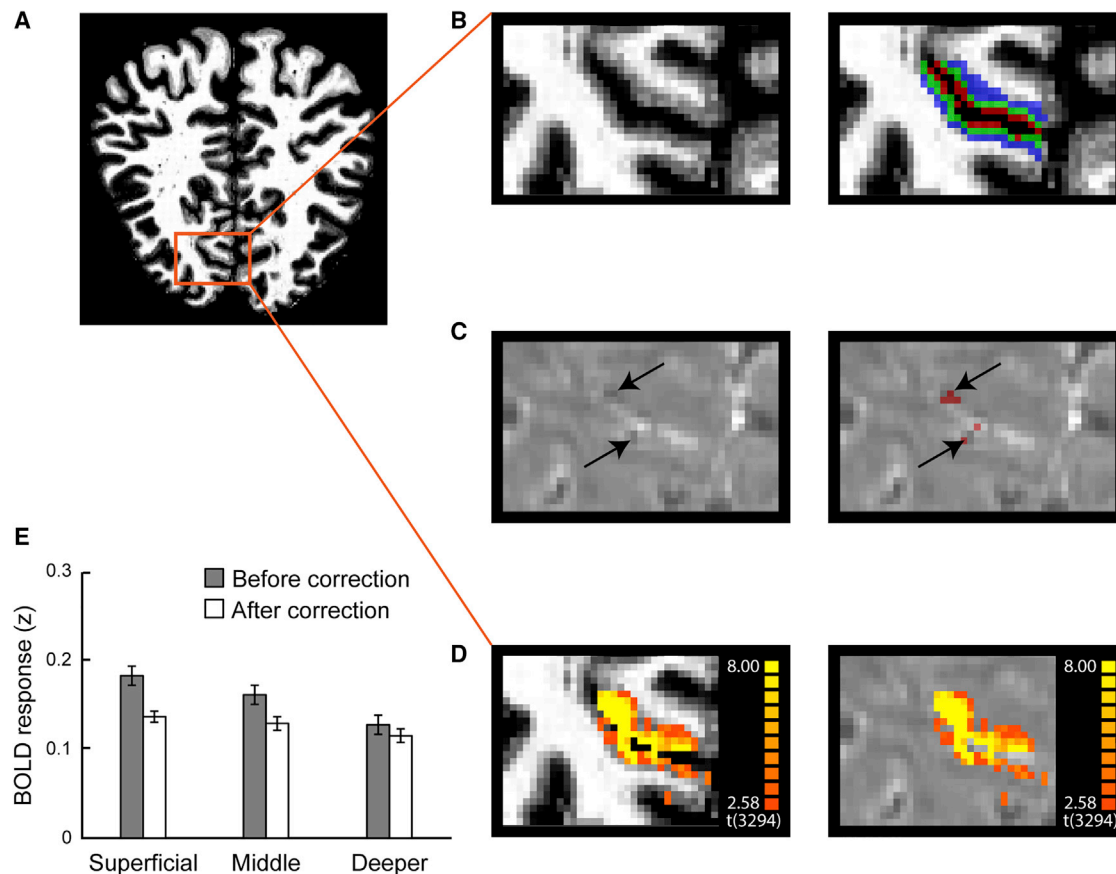 A
B
C
E
0.3
0.2
0.1
0
BOLD response (z)
Before correction
After correction
Superficial Middle Deeper
D
8.00
2.58
t(3294)
8.00
2.58
t(3294)